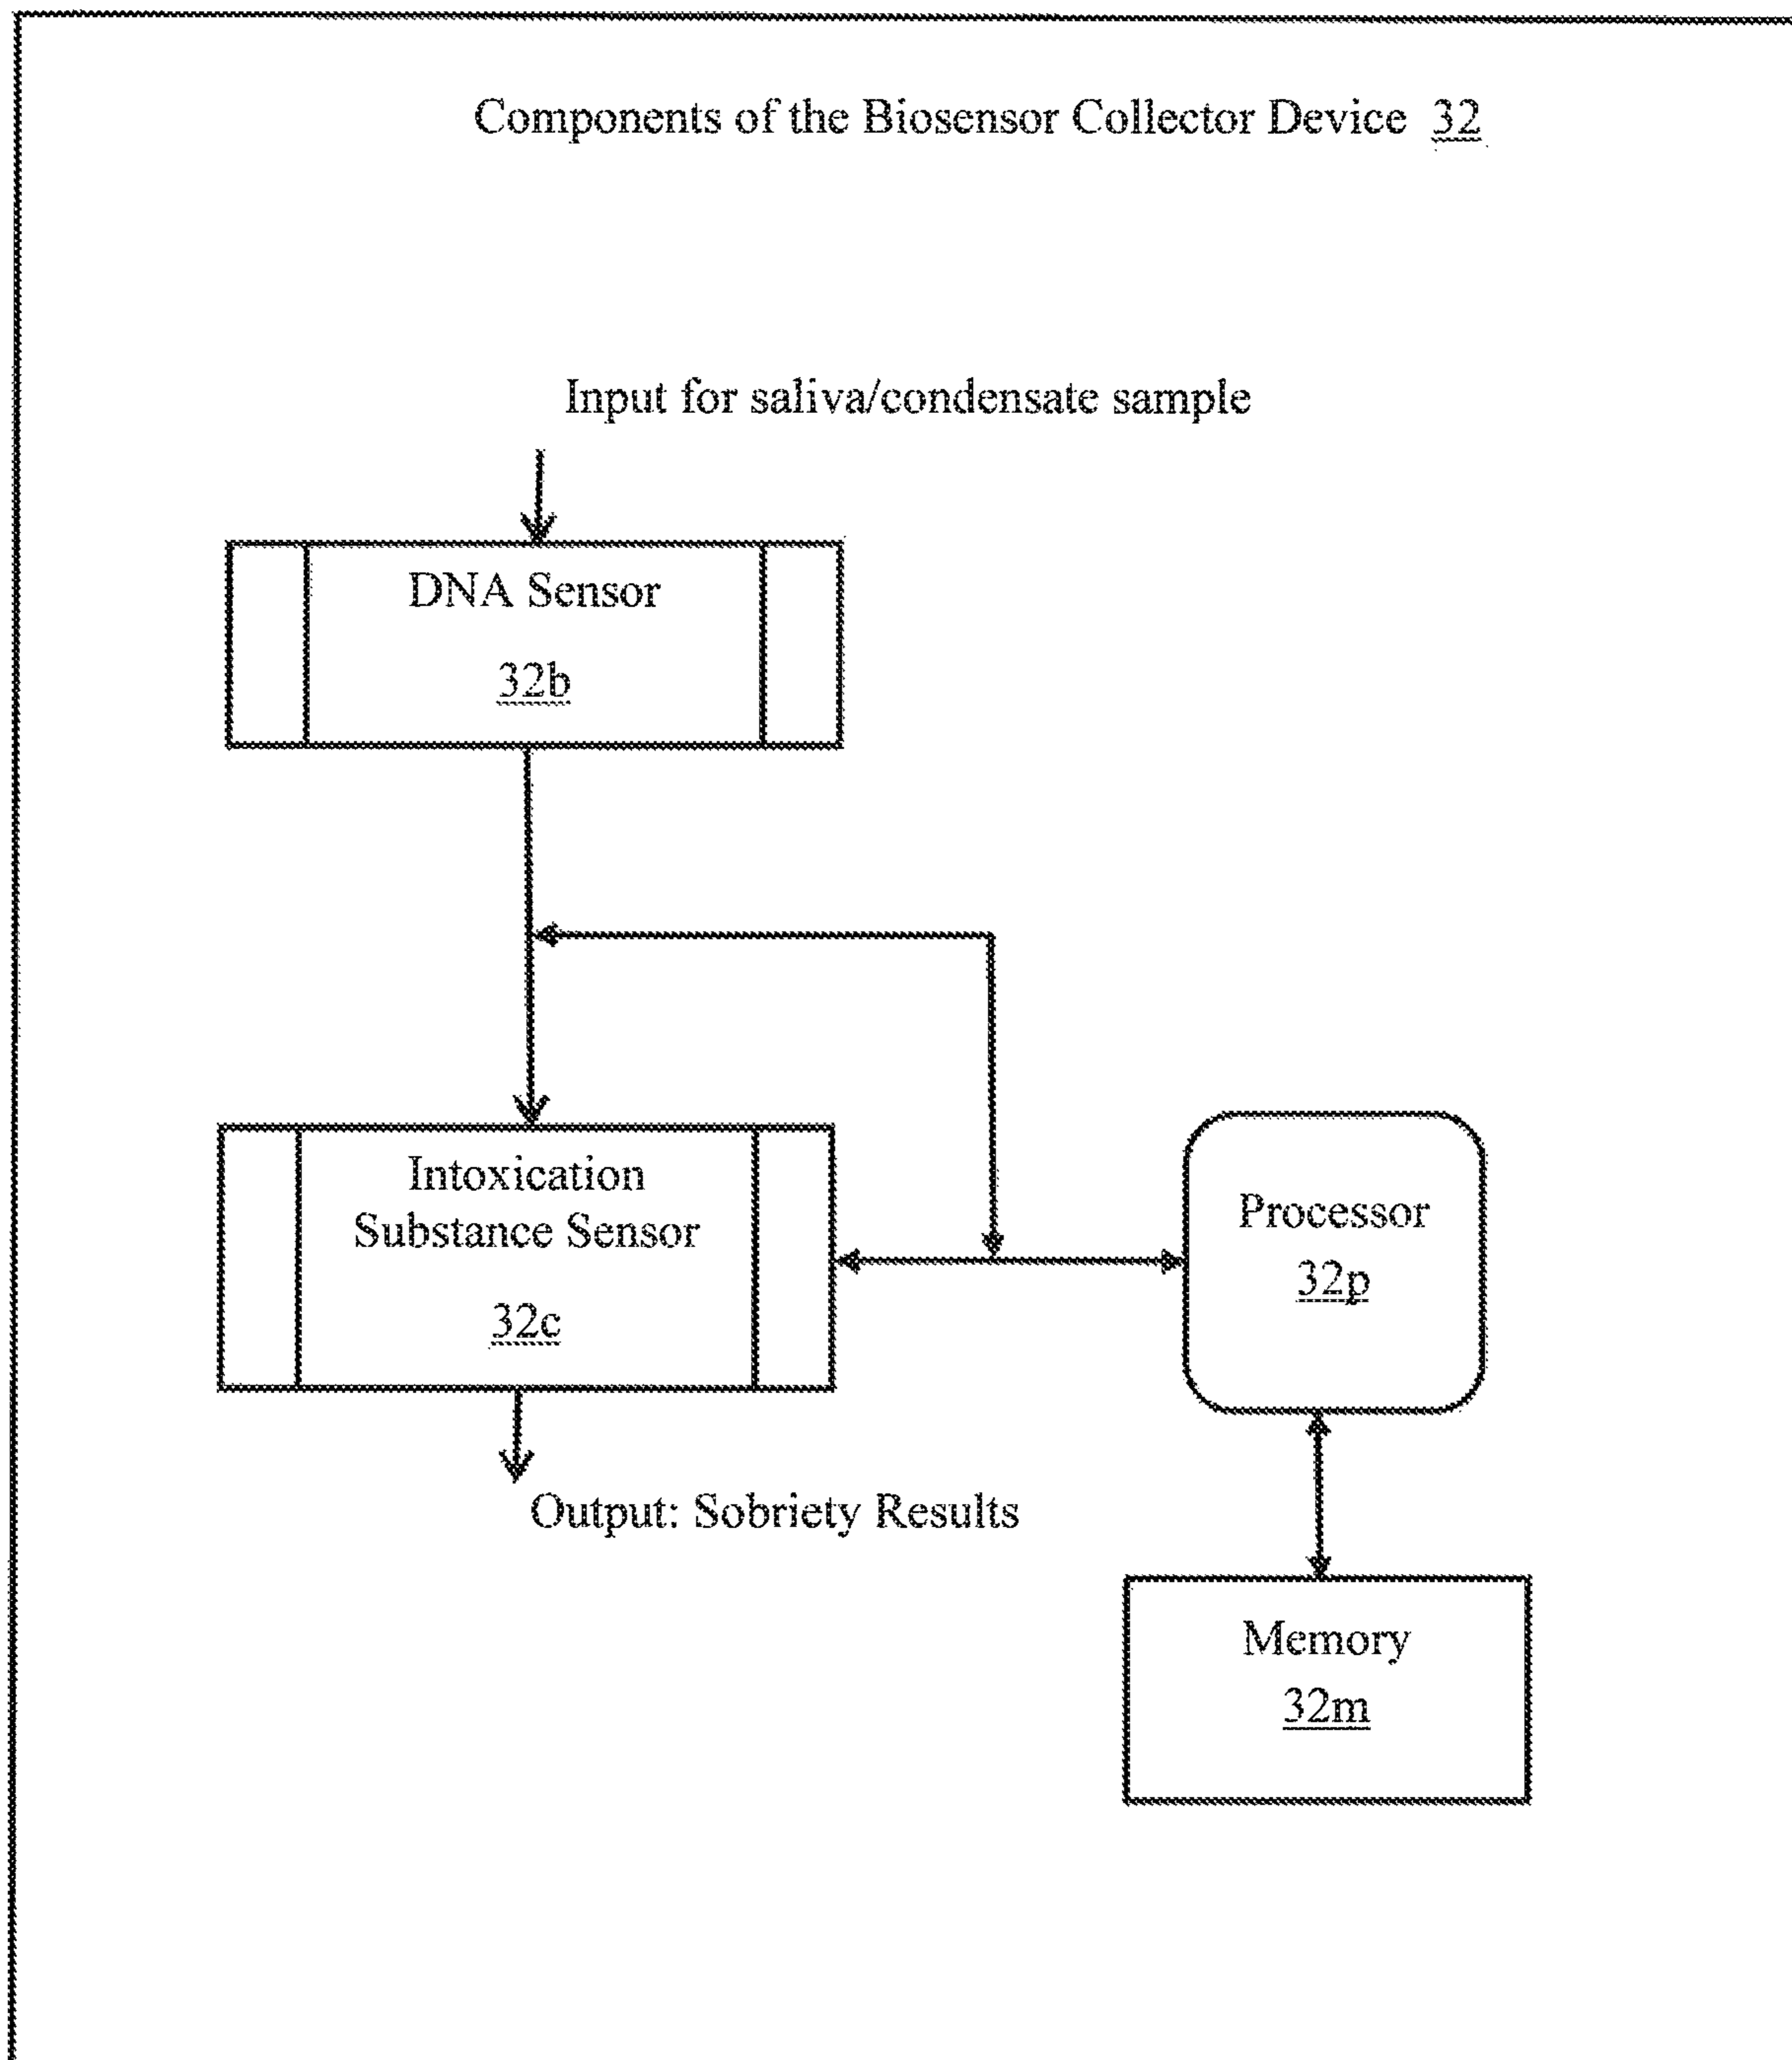 Components of the Biosensor Collector Device 32
Input for saliva/condensate sample
DNA Sensor
32b
Intoxication
Substance Sensor
32c
Processor
32p
Output: Sobriety Results
Memory
32m